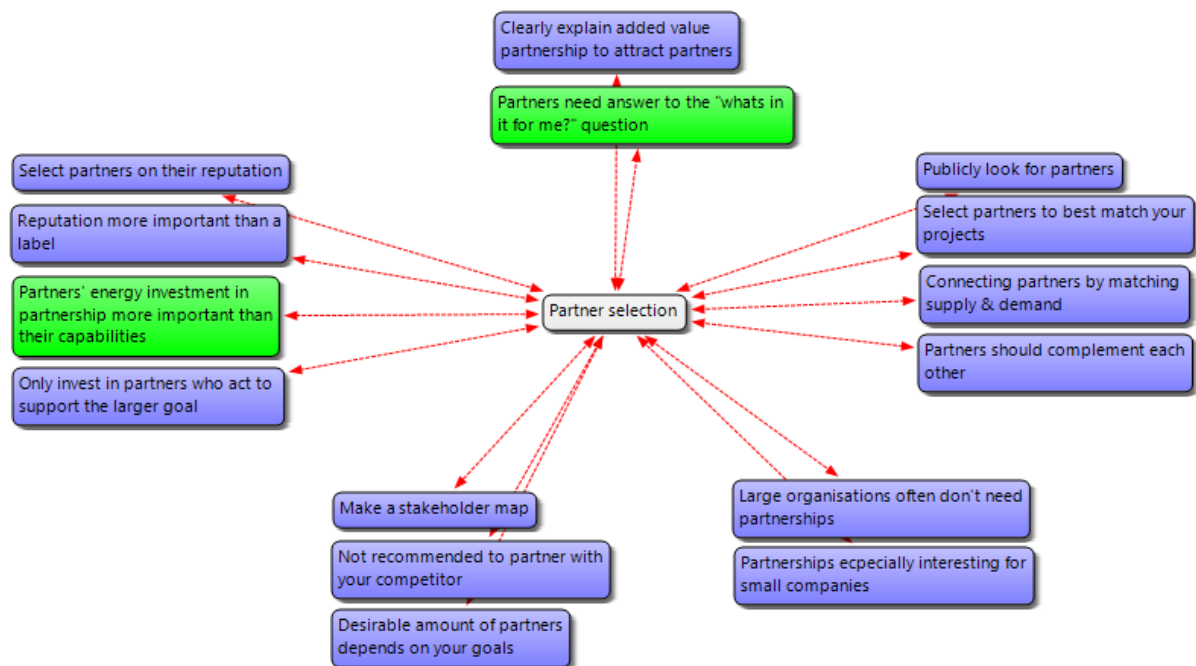 Clearly explain added value
partnership to attract partners
Partners need answer to the "whats in
it for me?" question
Select partners on their reputation
Reputation more important than a
label
Partners' energy investment in
partnership more important than
their capabilities
Only invest in partners who act to
support the larger goal
Partner selection
Publicly look for partners
Select partners to best match your
projects
Connecting partners by matching
supply & demand
Partners should complement each
other
Make a stakeholder map
Not recommended to partner with
your competitor
Desirable amount of partners
depends on your goals
Large organisations often don't need
partnerships
Partnerships ecpecially interesting for
small companies